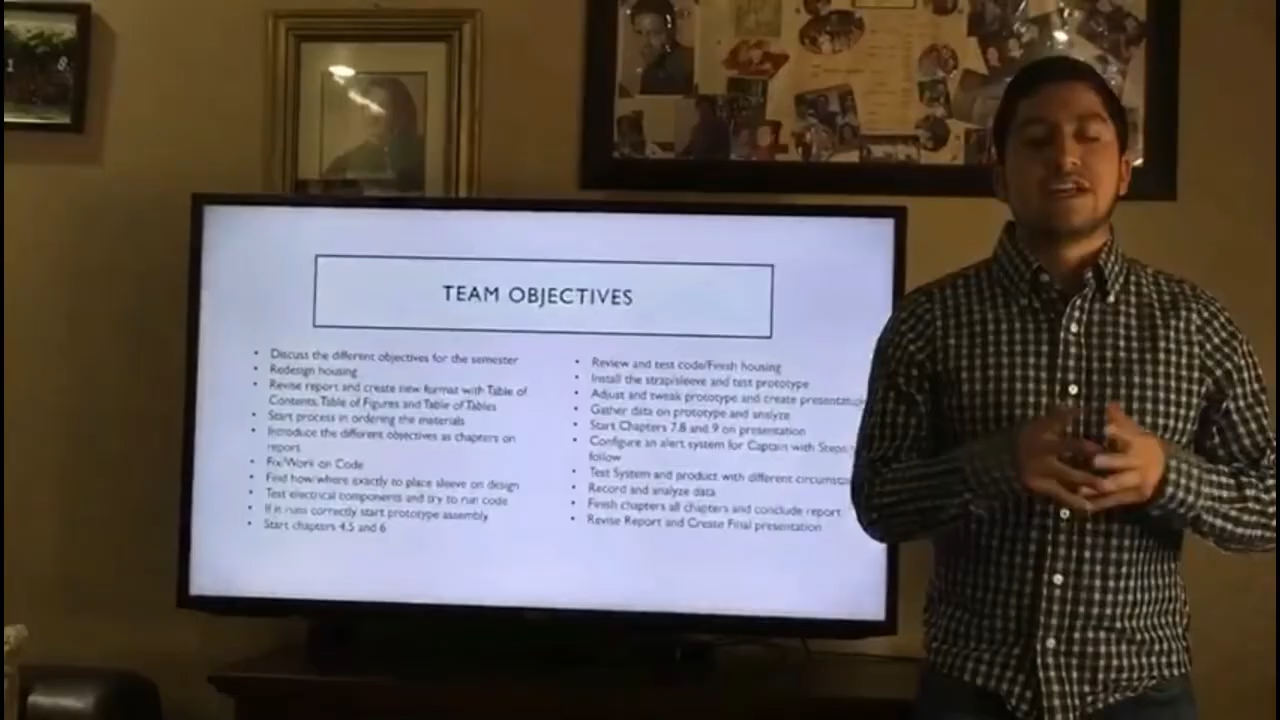 1 8
TEAM OBJECTIVES
• Discuss the different objectives for the semester
• Redesign housing
• Revise report and create new format with Table of
Contents, Table of Figures and Table of Tables
• Start process in ordering the materials
• Introduce the different objectives as chapters on
report
• Fix/Work on Code
• Find how/where exactly to place sleeve on design
• Test electrical components and try to run code
• If it runs correctly start prototype assembly
• Start chapters 4,5 and 6
• Review and test code/Finish housing
• Install the strap/sleeve and test prototype
• Adjust and tweak prototype and create presentation
• Gather data on prototype and analyze
• Start Chapters 7,8 and 9 on presentation
• Configure an alert system for Captain with Steps
follow
• Test System and product with different circumsta
• Record and analyze data
• Finish chapters all chapters and conclude report
• Revise Report and Create Final presentation